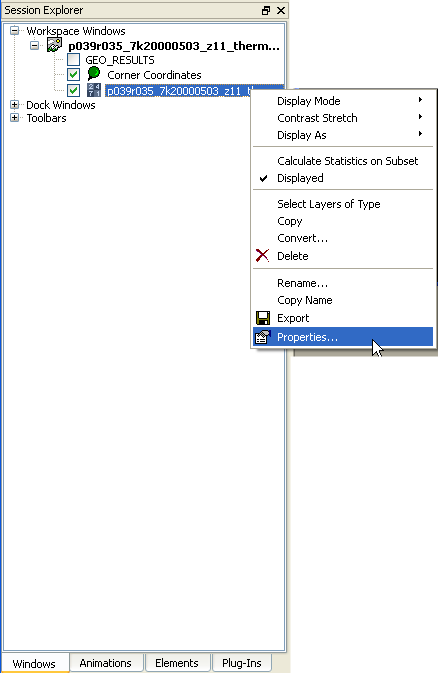 Session Explorer
Workspace Windows
p039r035_7k20000503_z11_therm...
GEO_RESULTS
Corner Coordinates
p039r035_7k20000503_z11_the
Dock Windows
Toolbars
Display Mode
Contrast Stretch
Display As
Calculate Statistics on Subset
Displayed
Select Layers of Type
Copy
Convert...
Delete
Rename...
Copy Name
Export
Properties...
Windows
Animations
Elements
Plug-Ins